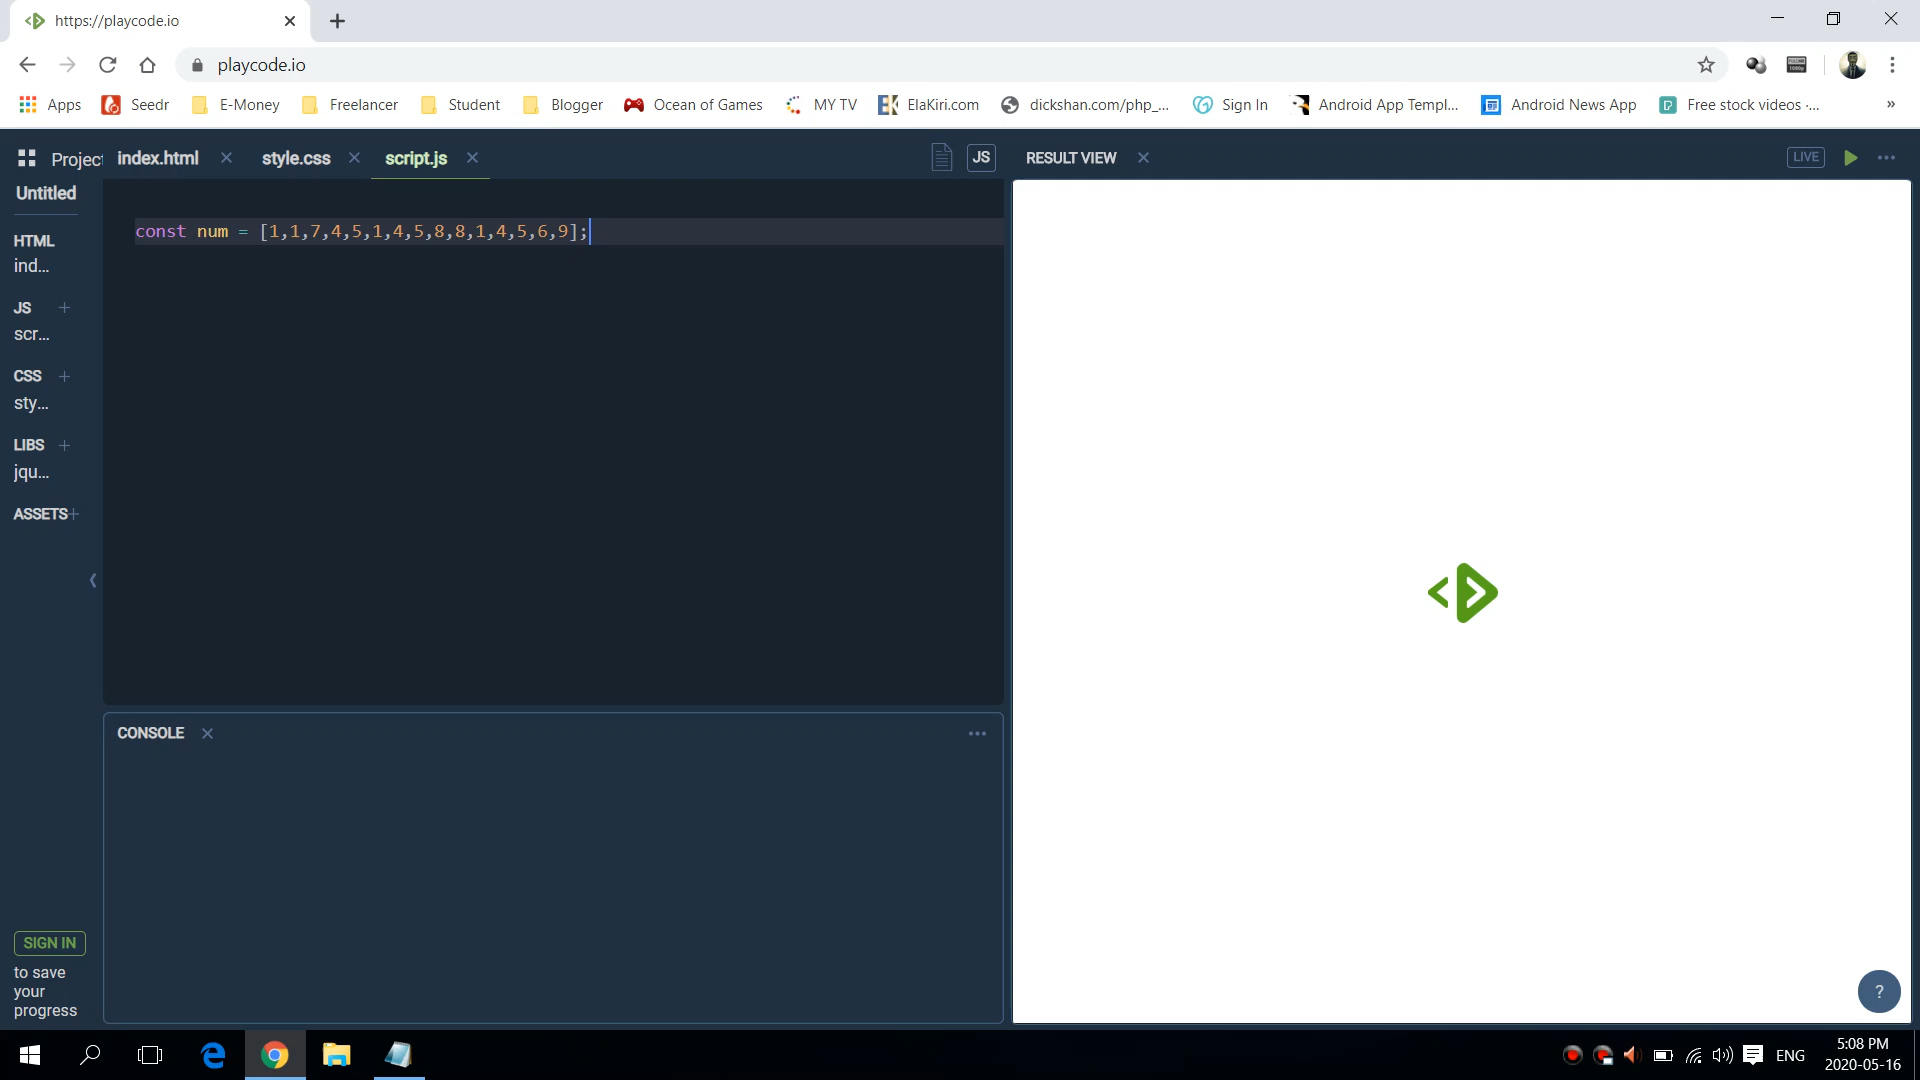 https://playcode.io
playcode.io
Apps Seedr E-Money Freelancer Student Blogger Ocean of Games MY TV ElaKiri.com dickshan.com/php_... Sign In Android App Templ... Android News App Free stock videos ·... »
Project index.html style.css script.js JS RESULT VIEW LIVE
Untitled
const num = [1,1,7,4,5,1,4,5,8,8,1,4,5,6,9];
HTML
ind...
JS
scr...
CSS
sty...
LIBS
jqu...
ASSETS
CONSOLE
SIGN IN
to save
your
progress
?
ENG
5:08 PM
2020-05-16